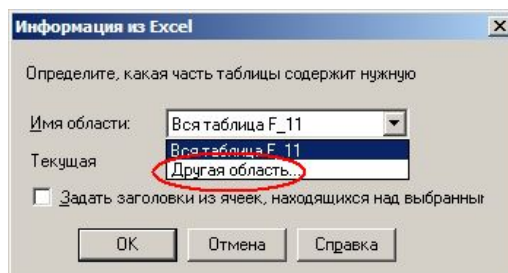 Информация из Excel
Определите, какая часть таблицы содержит нужную
Имя области:
Вся таблица F_11
Вся таблица F_11
Текущая
Другая область...
Задать заголовки из ячеек, находящихся над выбранны
OK Отмена Справка